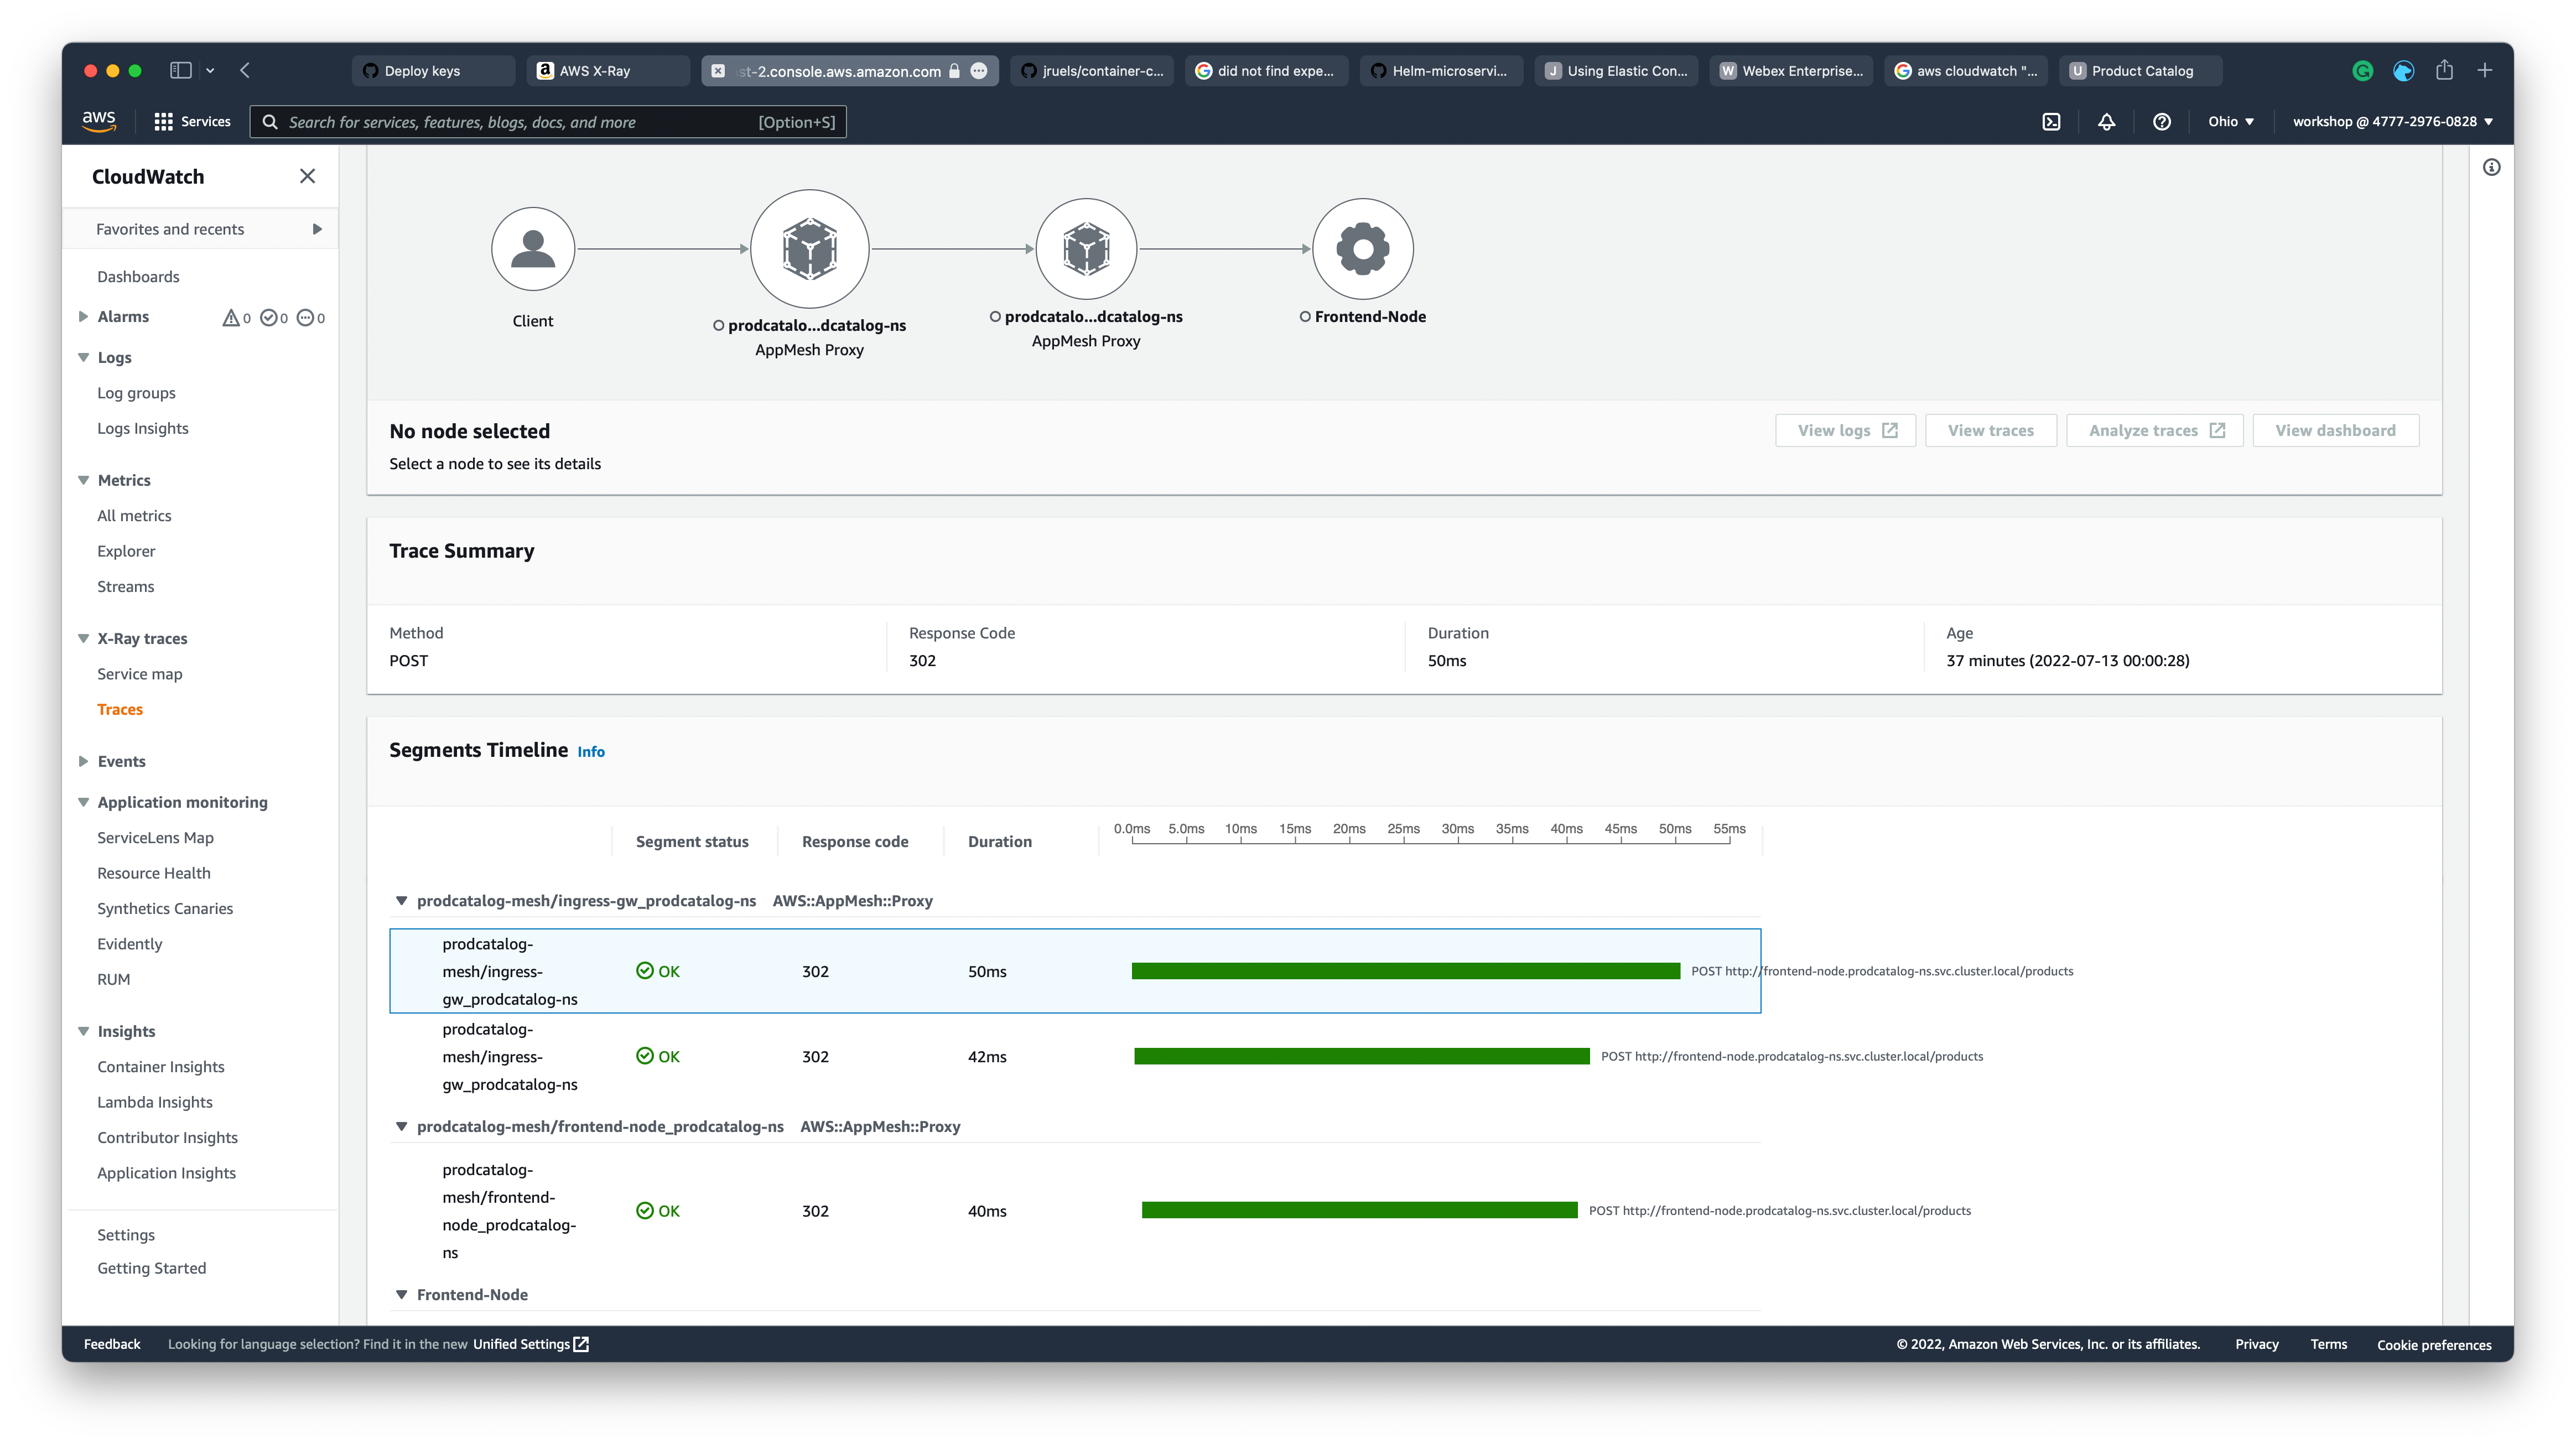 Deploy keys
AWS X-Ray
st-2.console.aws.amazon.com
jruels/container-c...
did not find expe...
Helm-microservi...
J Using Elastic Con...
W Webex Enterprise...
aws cloudwatch "...
U Product Catalog
aws
Services
Search for services, features, blogs, docs, and more [Option+S]
Ohio
workshop @ 4777-2976-0828
CloudWatch
Favorites and recents
Dashboards
Alarms 0 0 0
Logs
Log groups
Logs Insights
Metrics
All metrics
Explorer
Streams
X-Ray traces
Service map
Traces
Events
Application monitoring
ServiceLens Map
Resource Health
Synthetics Canaries
Evidently
RUM
Insights
Container Insights
Lambda Insights
Contributor Insights
Application Insights
Settings
Getting Started
Client
prodcatalo...dcatalog-ns
AppMesh Proxy
prodcatalo...dcatalog-ns
AppMesh Proxy
Frontend-Node
No node selected
Select a node to see its details
View logs
View traces
Analyze traces
View dashboard
Trace Summary
Method
POST
Response Code
302
Duration
50ms
Age
37 minutes (2022-07-13 00:00:28)
Segments Timeline Info
Segment status Response code Duration
0.0ms 5.0ms 10ms 15ms 20ms 25ms 30ms 35ms 40ms 45ms 50ms 55ms
prodcatalog-mesh/ingress-gw_prodcatalog-ns AWS::AppMesh::Proxy
prodcatalog-
mesh/ingress-
gw_prodcatalog-ns
OK 302 50ms POST http://frontend-node.prodcatalog-ns.svc.cluster.local/products
prodcatalog-
mesh/ingress-
gw_prodcatalog-ns
OK 302 42ms POST http://frontend-node.prodcatalog-ns.svc.cluster.local/products
prodcatalog-mesh/frontend-node_prodcatalog-ns AWS::AppMesh::Proxy
prodcatalog-
mesh/frontend-
node_prodcatalog-
ns
OK 302 40ms POST http://frontend-node.prodcatalog-ns.svc.cluster.local/products
Frontend-Node
Feedback
Looking for language selection? Find it in the new Unified Settings
© 2022, Amazon Web Services, Inc. or its affiliates.
Privacy
Terms
Cookie preferences